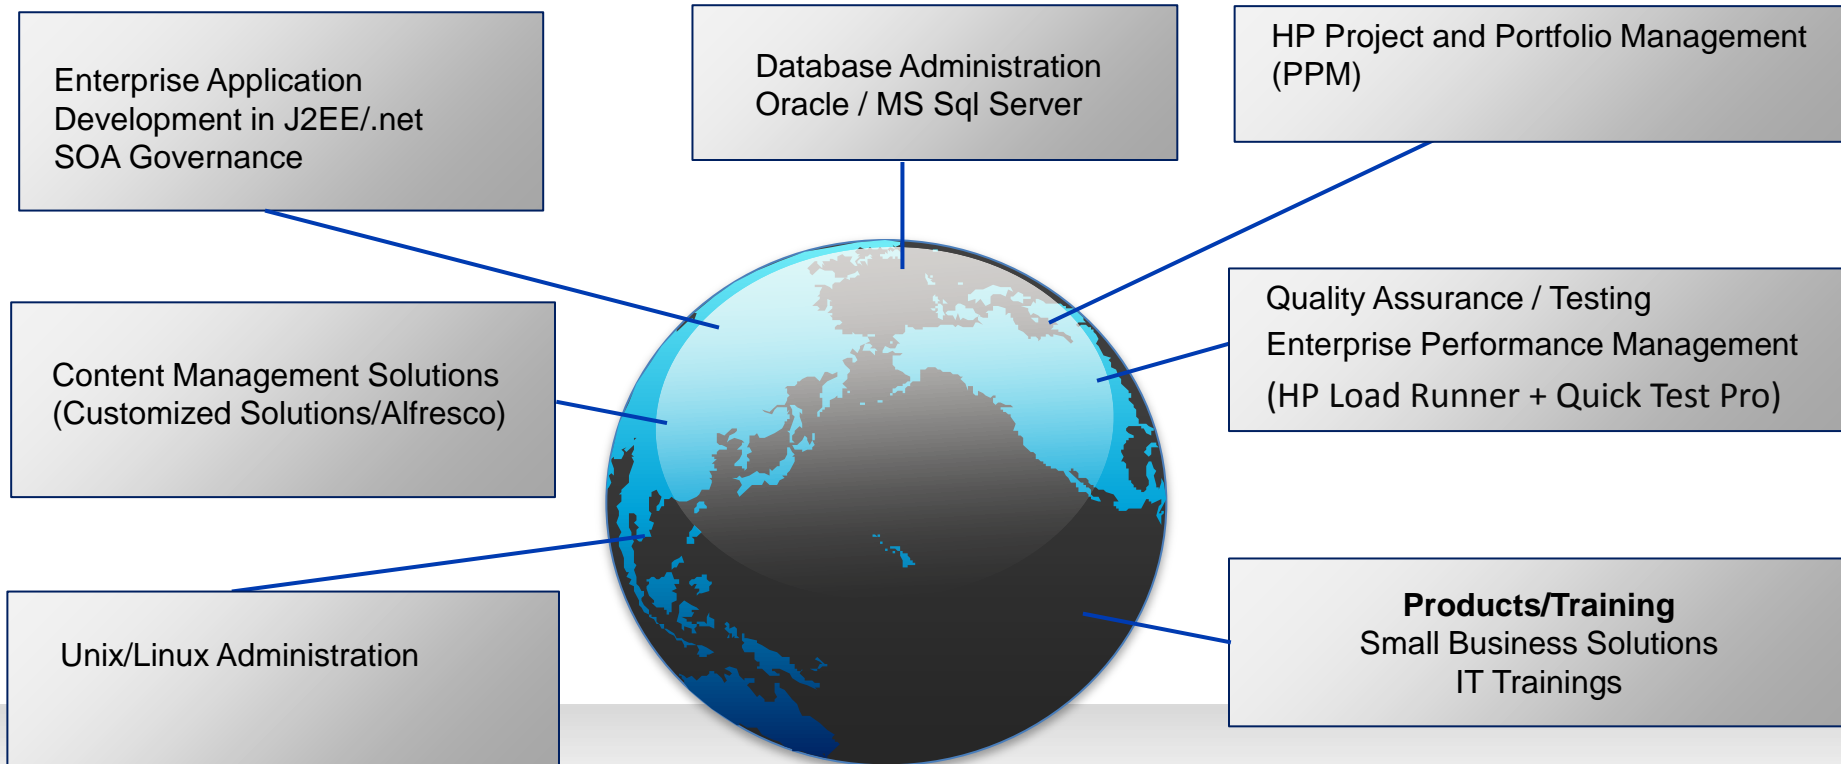 Enterprise Application
Development in J2EE/.net
SOA Governance
Database Administration
Oracle / MS Sql Server
HP Project and Portfolio Management
(PPM)
Content Management Solutions
(Customized Solutions/Alfresco)
Quality Assurance / Testing
Enterprise Performance Management
(HP Load Runner + Quick Test Pro)
Unix/Linux Administration
Products/Training
Small Business Solutions
IT Trainings